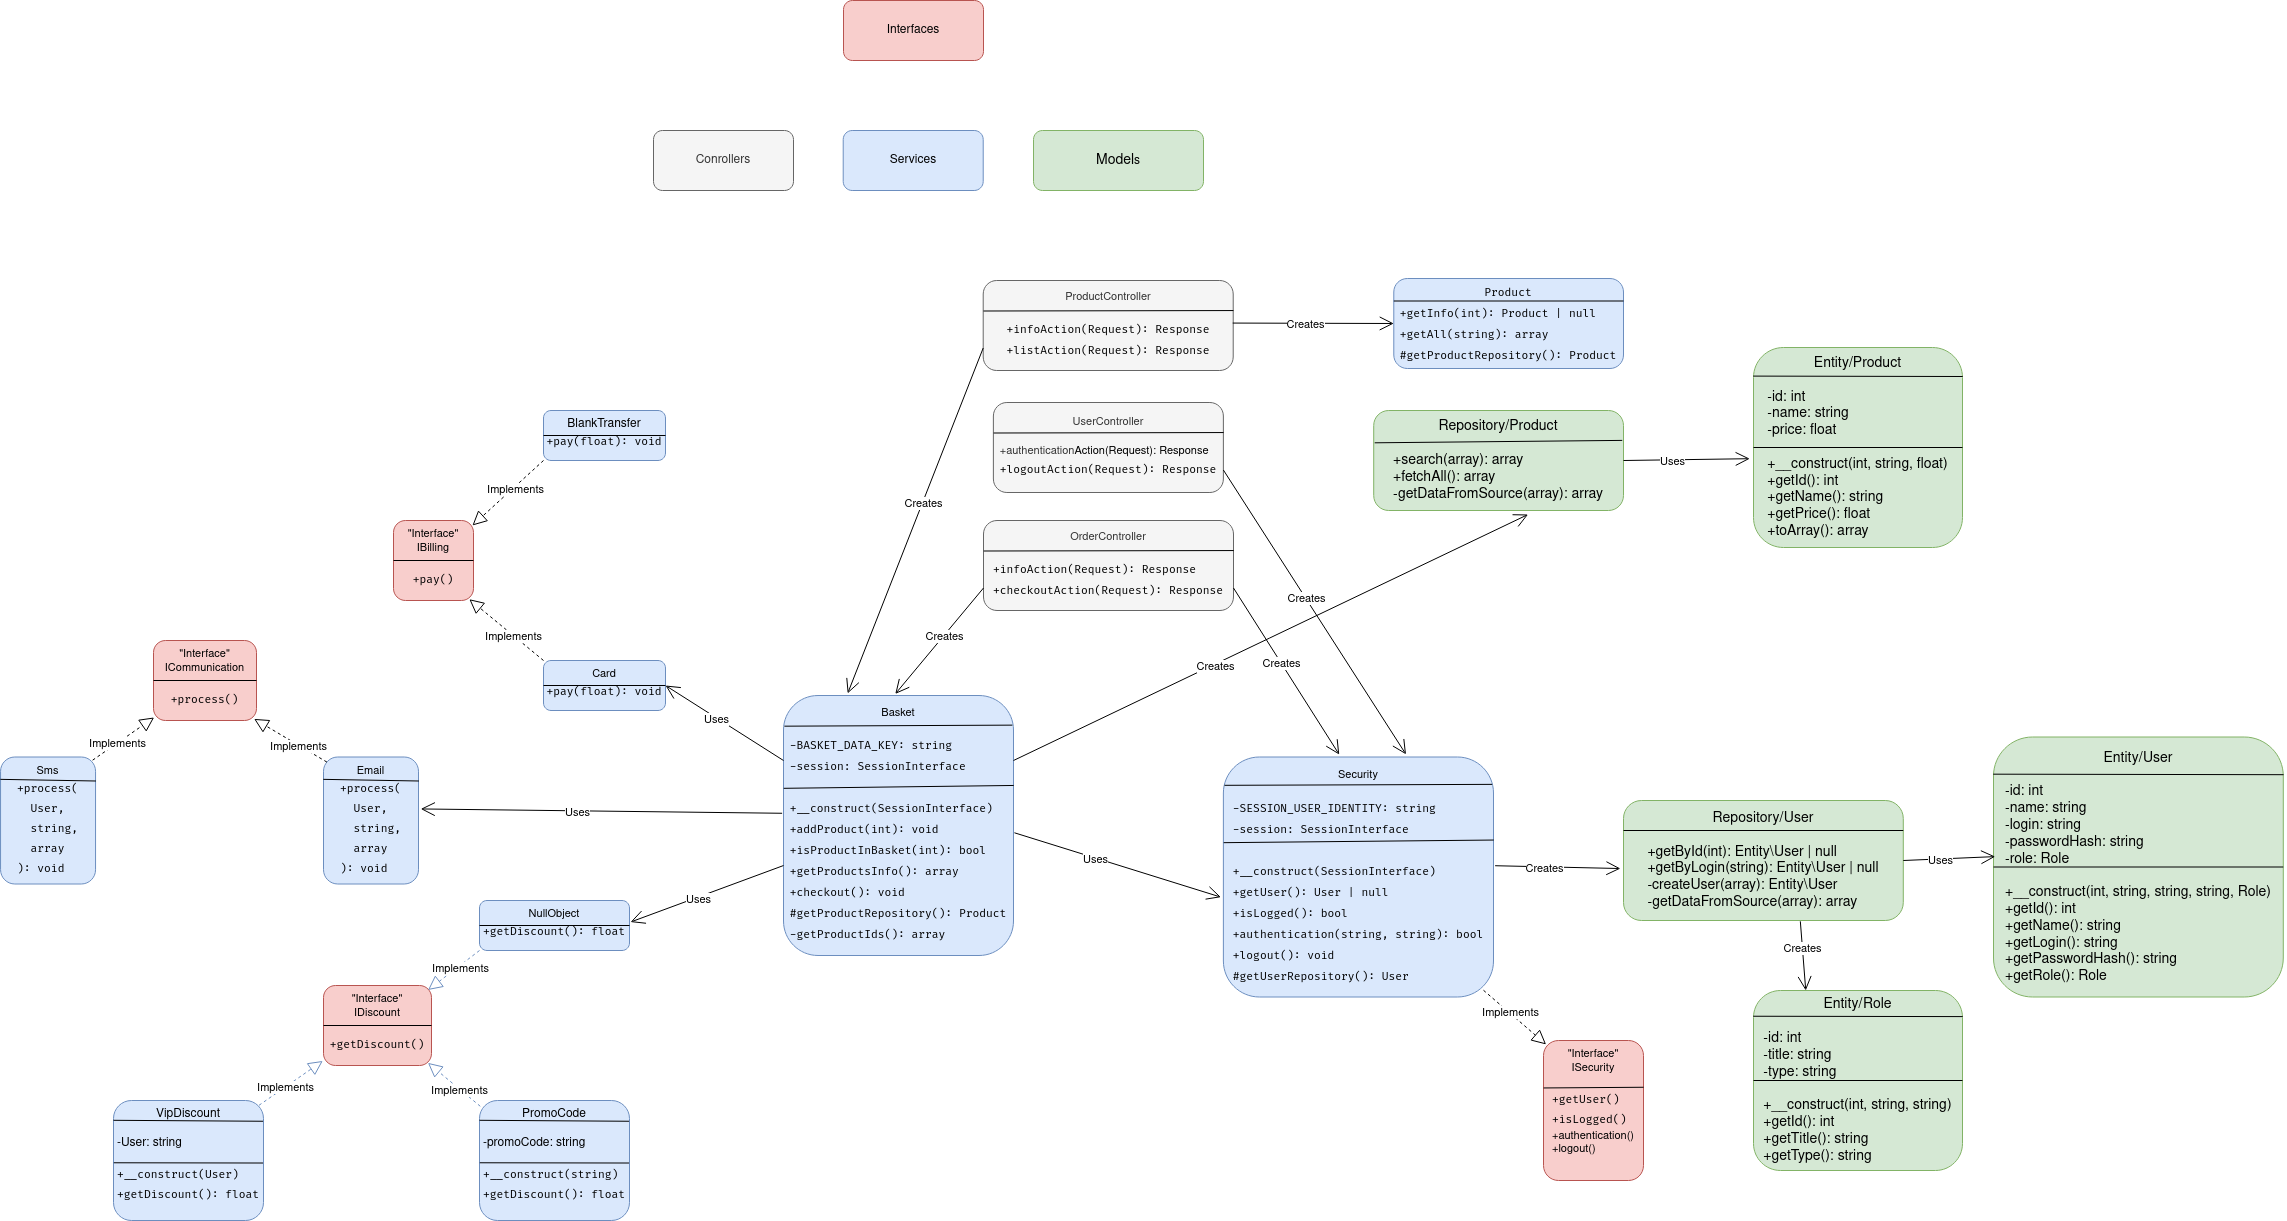 Interfaces
Conrollers
Services
Models
ProductController
+infoAction(Request): Response
+listAction(Request): Response
Creates
Product
+getInfo(int): Product | null
+getAll(string): array
#getProductRepository(): Product
Entity/Product
-id: int
-name: string
-price: float
+__construct(int, string, float)
+getId(): int
+getName(): string
+getPrice(): float
+toArray(): array
Repository/Product
+search(array): array
+fetchAll(): array
-getDataFromSource(array): array
Uses
UserController
+authenticationAction(Request): Response
+logoutAction(Request): Response
BlankTransfer
+pay(float): void
Implements
Creates
"Interface"
IBilling
+pay()
OrderController
+infoAction(Request): Response
+checkoutAction(Request): Response
Creates
Implements
Creates
Creates
Creates
"Interface"
ICommunication
+process()
Card
+pay(float): void
Uses
Implements
Implements
Sms
+process(
User,
string,
array
): void
Email
+process(
User,
string,
array
): void
Uses
Basket
-BASKET_DATA_KEY: string
-session: SessionInterface
+__construct(SessionInterface)
+addProduct(int): void
+isProductInBasket(int): bool
+getProductsInfo(): array
+checkout(): void
#getProductRepository(): Product
-getProductIds(): array
Uses
Uses
Security
-SESSION_USER_IDENTITY: string
-session: SessionInterface
+__construct(SessionInterface)
+getUser(): User | null
+isLogged(): bool
+authentication(string, string): bool
+logout(): void
#getUserRepository(): User
Creates
Repository/User
+getById(int): Entity\User | null
+getByLogin(string): Entity\User | null
-createUser(array): Entity\User
-getDataFromSource(array): array
Uses
Entity/User
-id: int
-name: string
-login: string
-passwordHash: string
-role: Role
+__construct(int, string, string, string, Role)
+getId(): int
+getName(): string
+getLogin(): string
+getPasswordHash(): string
+getRole(): Role
Creates
Entity/Role
-id: int
-title: string
-type: string
+__construct(int, string, string)
+getId(): int
+getTitle(): string
+getType(): string
Implements
"Interface"
ISecurity
+getUser()
+isLogged()
+authentication()
+logout()
NullObject
+getDiscount(): float
Implements
"Interface"
IDiscount
+getDiscount()
Implements
Implements
VipDiscount
-User: string
+__construct(User)
+getDiscount(): float
PromoCode
-promoCode: string
+__construct(string)
+getDiscount(): float